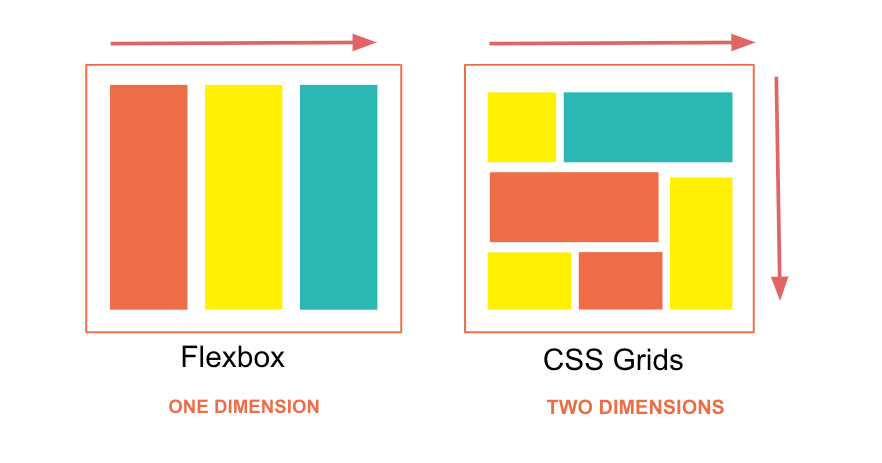 Flexbox
ONE DIMENSION
CSS Grids
TWO DIMENSIONS